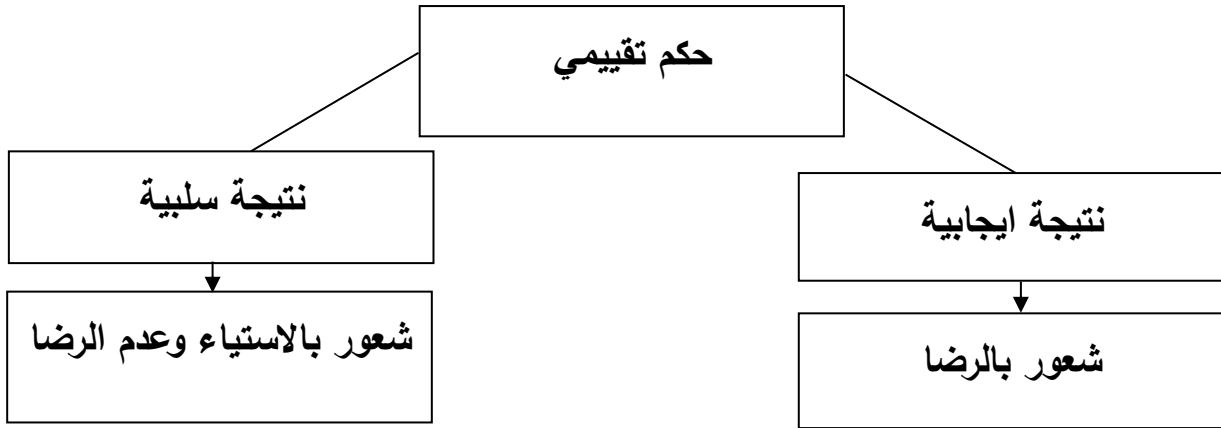 حكم تقييمي
نتيجة ايجابية
نتيجة سلبية
شعور بالرضا
شعور بالاستياء وعدم الرضا